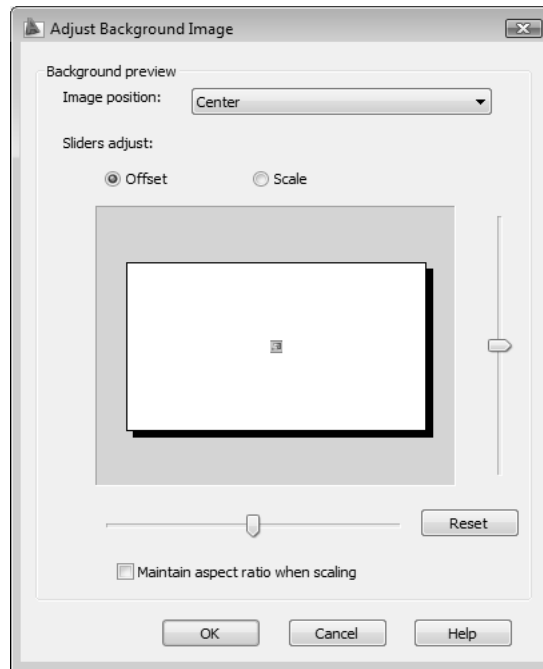 Adjust Background Image
Background preview
Image position:
Center
Sliders adjust:
Offset
Scale
Reset
Maintain aspect ratio when scaling
OK
Cancel
Help